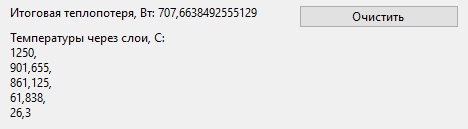 Итоговая теплопотеря, Вт: 707,6638492555129
Очистить
Температуры через слои, С:
1250,
901,655,
861,125,
61,838,
26,3